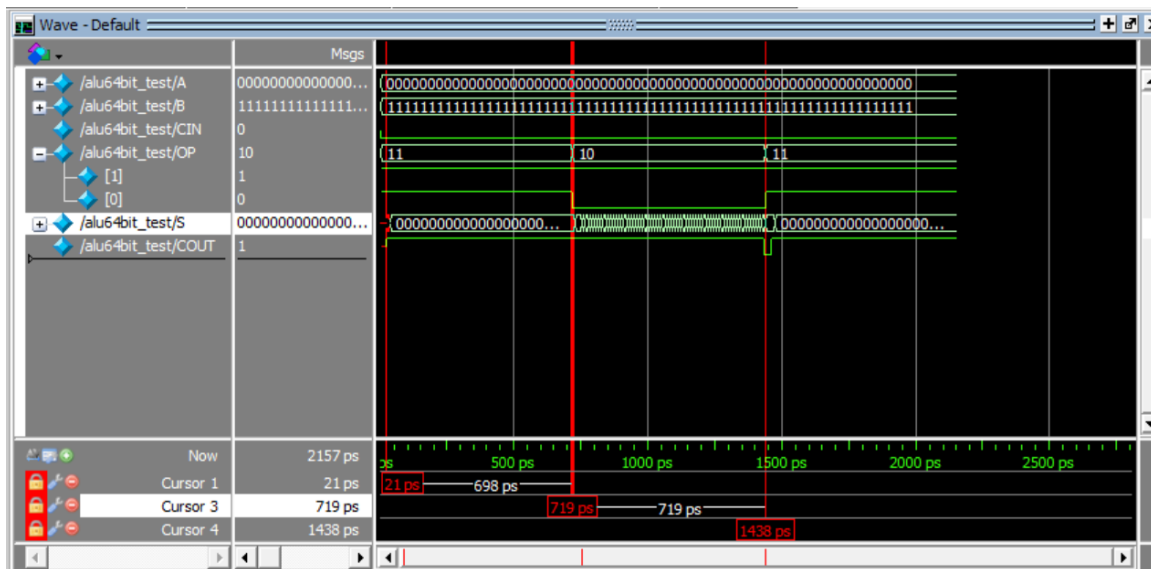 Wave - Default
Msgs
/alu64bit_test/A 00000000000000...
/alu64bit_test/B 11111111111111...
/alu64bit_test/CIN 0
/alu64bit_test/OP 10 11 10 11
[1] 1
[0] 0
/alu64bit_test/S 00000000000000... 000000000000000000... 000000000000000000...
/alu64bit_test/COUT 1
Now 2157 ps ps 500 ps 1000 ps 1500 ps 2000 ps 2500 ps
Cursor 1 21 ps 21 ps 698 ps
Cursor 3 719 ps 719 ps 719 ps
Cursor 4 1438 ps 1438 ps